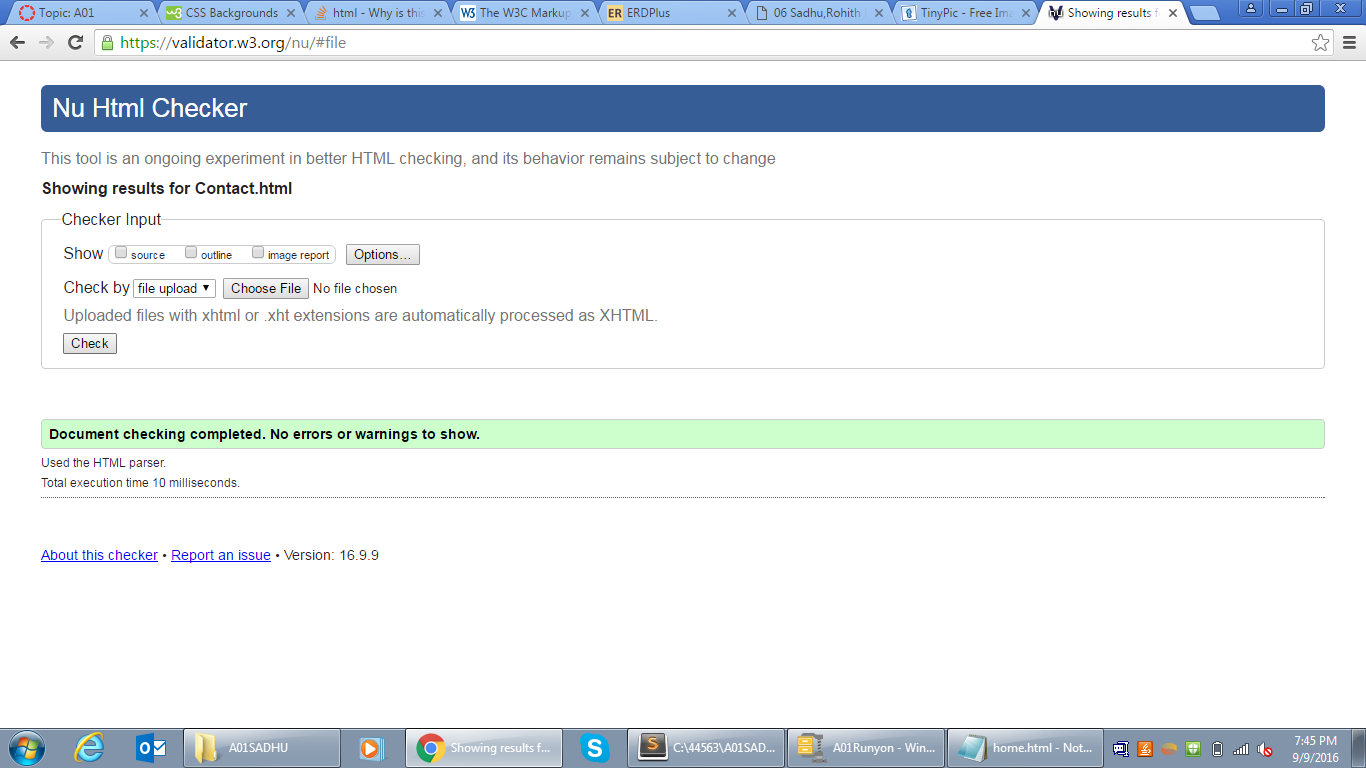 Topic: A01
CSS Backgrounds
html - Why is this
The W3C Markup
ERDPlus
06 Sadhu,Rohith
TinyPic - Free Ima
Showing results f
https://validator.w3.org/nu/#file
Nu Html Checker
This tool is an ongoing experiment in better HTML checking, and its behavior remains subject to change
Showing results for Contact.html
Checker Input
Show source outline image report Options...
Check by file upload Choose File No file chosen
Uploaded files with xhtml or .xht extensions are automatically processed as XHTML.
Check
Document checking completed. No errors or warnings to show.
Used the HTML parser.
Total execution time 10 milliseconds.
About this checker • Report an issue • Version: 16.9.9
A01SADHU
Showing results f...
C:\44563\A01SAD...
A01Runyon - Win...
home.html - Not...
7:45 PM
9/9/2016